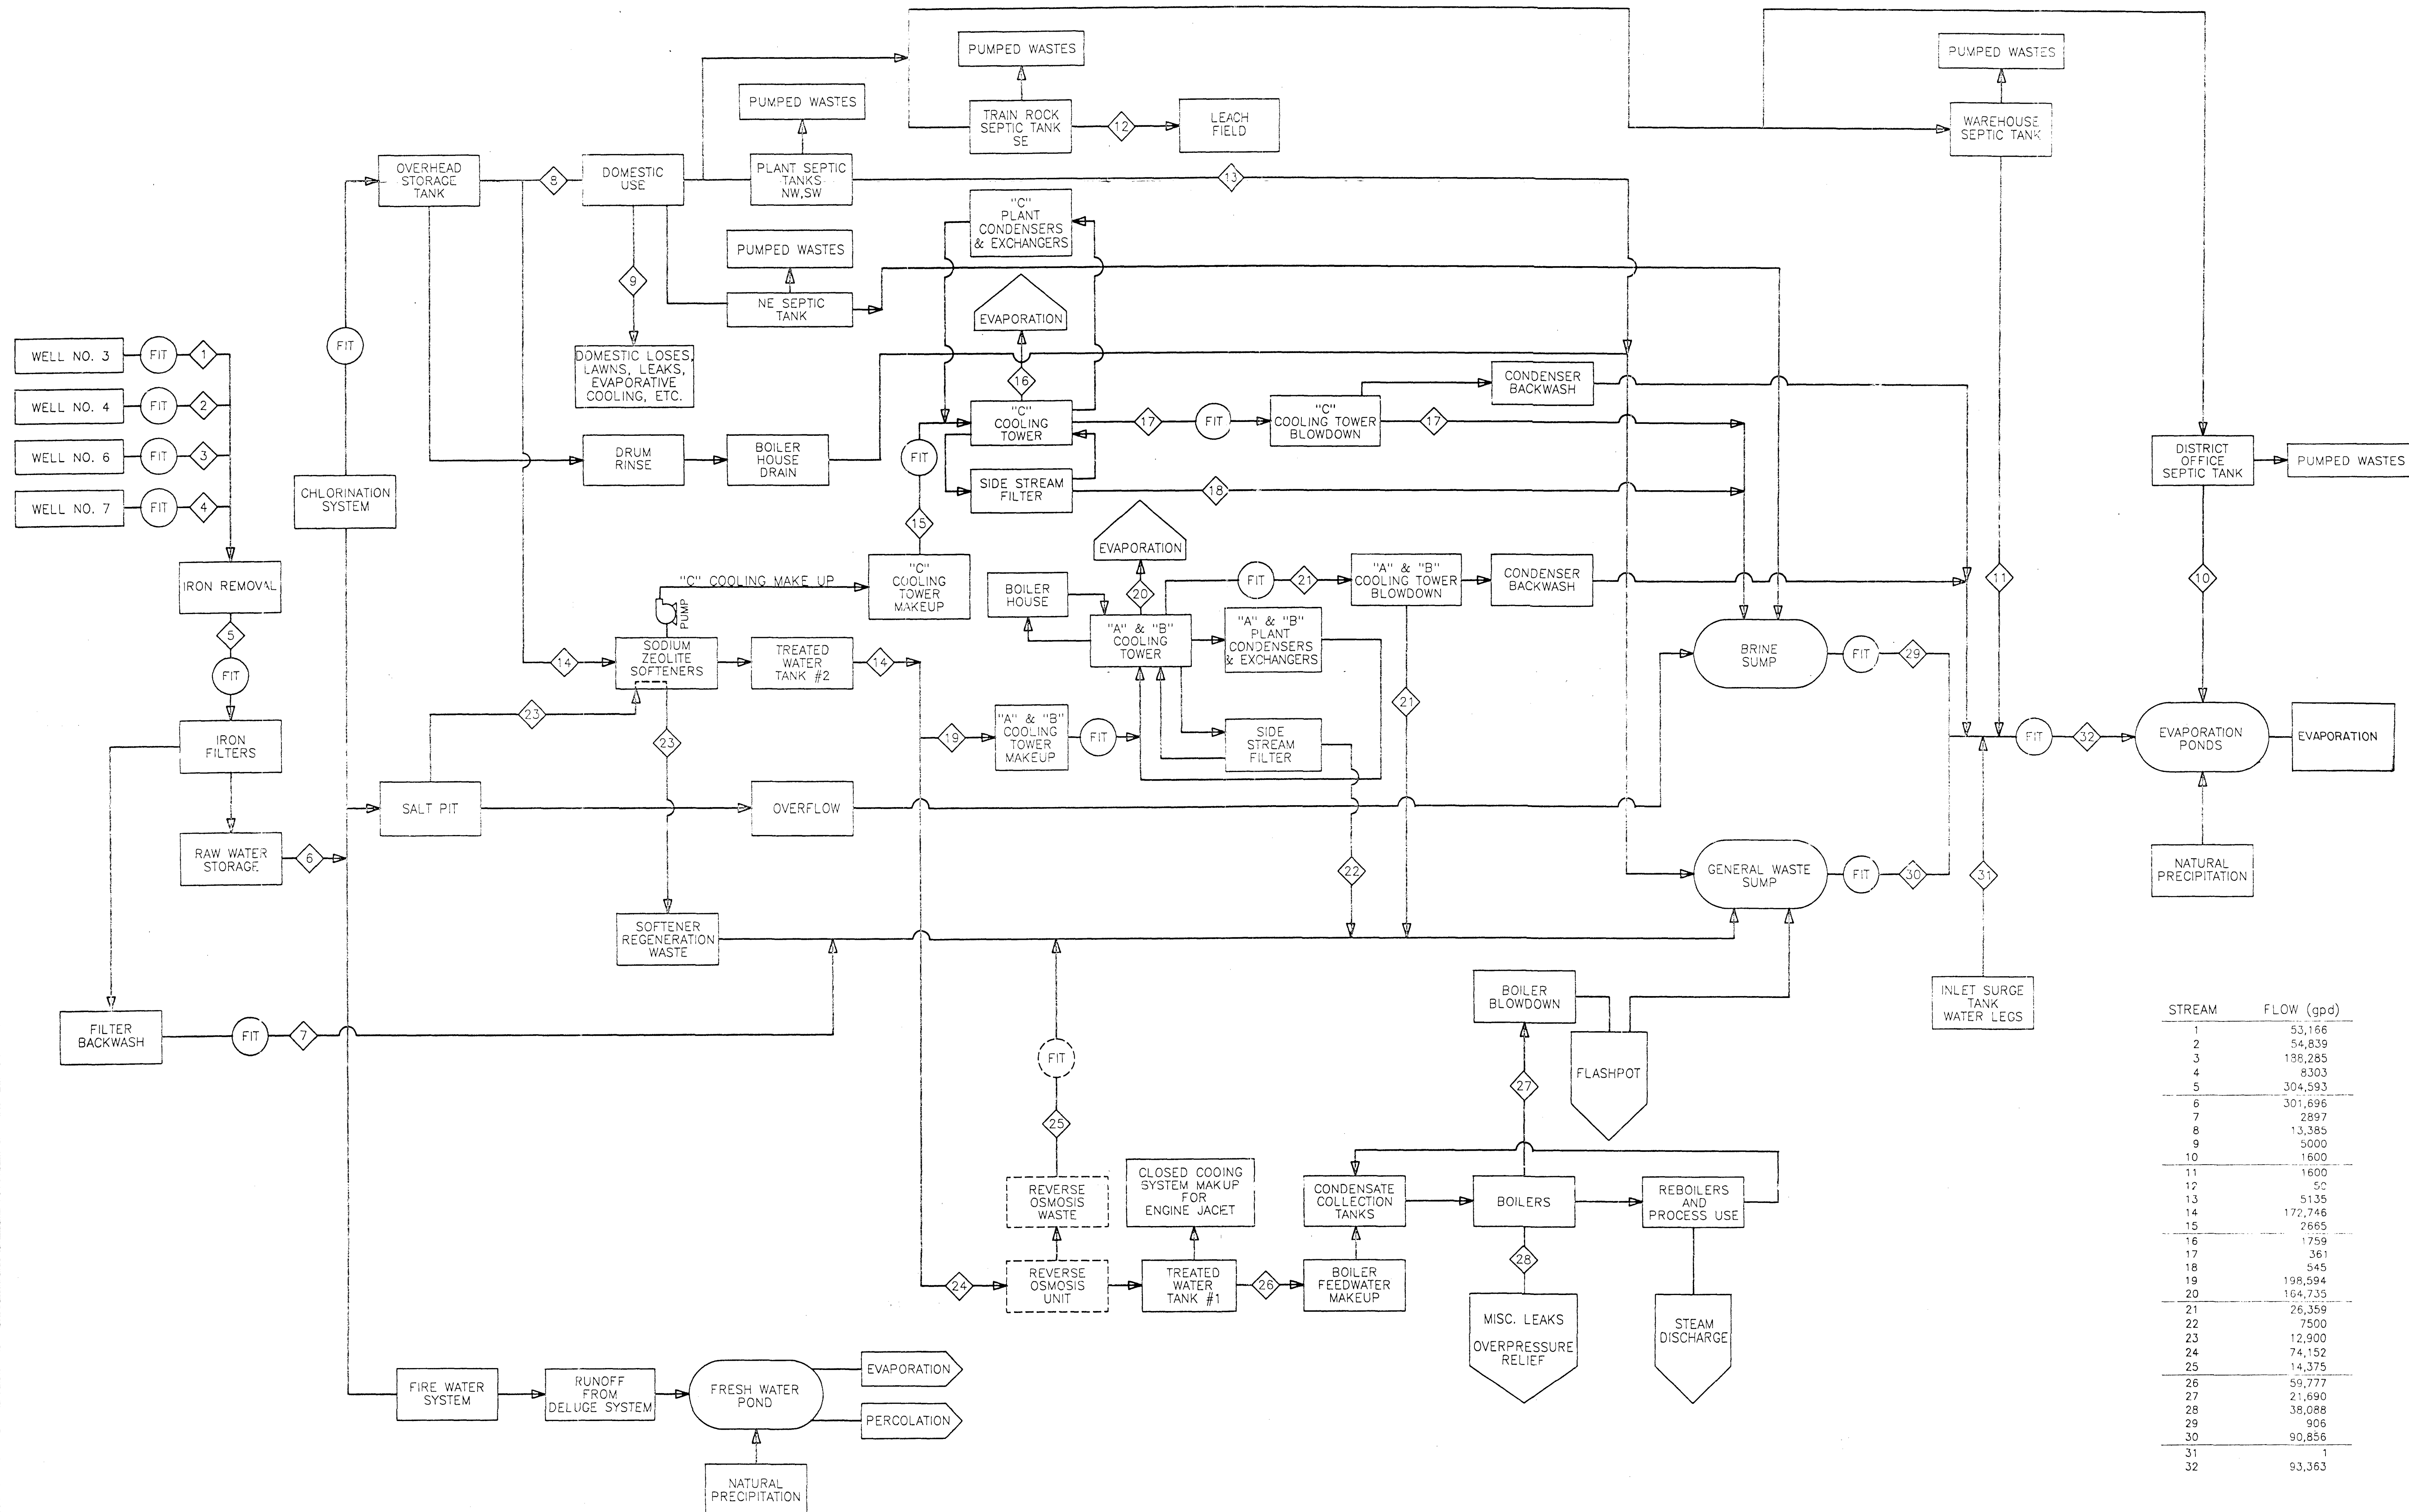 PUMPED WASTES
PUMPED WASTES
PUMPED WASTES
TRAIN ROCK
SEPTIC TANK
SE
12
LEACH
FIELD
WAREHOUSE
SEPTIC TANK
OVERHEAD
STORAGE
TANK
8
DOMESTIC
USE
PLANT SEPTIC
TANKS
NW,SW
13
"C"
PLANT
CONDENSERS
& EXCHANGERS
PUMPED WASTES
9
NE SEPTIC
TANK
EVAPORATION
FIT
WELL NO. 3
FIT
1
DOMESTIC LOSES,
LAWNS, LEAKS,
EVAPORATIVE
COOLING, ETC.
16
CONDENSER
BACKWASH
WELL NO. 4
FIT
2
"C"
COOLING
TOWER
17
FIT
"C"
COOLING TOWER
BLOWDOWN
17
WELL NO. 6
FIT
3
DRUM
RINSE
BOILER
HOUSE
DRAIN
FIT
DISTRICT
OFFICE
SEPTIC TANK
PUMPED WASTES
WELL NO. 7
FIT
4
CHLORINATION
SYSTEM
SIDE STREAM
FILTER
18
15
EVAPORATION
IRON REMOVAL
"C" COOLING MAKE UP
"C"
COOLING
TOWER
MAKEUP
BOILER
HOUSE
20
FIT
21
"A" & "B"
COOLING TOWER
BLOWDOWN
CONDENSER
BACKWASH
11
10
PUMP
5
"A" & "B"
COOLING
TOWER
"A" & "B"
PLANT
CONDENSERS
& EXCHANGERS
FIT
14
SODIUM
ZEOLITE
SOFTENERS
TREATED
WATER
TANK #2
14
BRINE
SUMP
FIT
29
23
21
IRON
FILTERS
23
19
"A" & "B"
COOLING
TOWER
MAKEUP
FIT
SIDE
STREAM
FILTER
FIT
32
EVAPORATION
PONDS
EVAPORATION
SALT PIT
OVERFLOW
RAW WATER
STORAGE
6
22
GENERAL WASTE
SUMP
FIT
30
31
NATURAL
PRECIPITATION
SOFTENER
REGENERATION
WASTE
BOILER
BLOWDOWN
INLET SURGE
TANK
WATER LEGS
FILTER
BACKWASH
FIT
7
FIT
FLASHPOT
27
25
REVERSE
OSMOSIS
WASTE
CLOSED COOING
SYSTEM MAKUP
FOR
ENGINE JACET
CONDENSATE
COLLECTION
TANKS
BOILERS
REBOILERS
AND
PROCESS USE
24
REVERSE
OSMOSIS
UNIT
TREATED
WATER
TANK #1
26
BOILER
FEEDWATER
MAKEUP
28
MISC. LEAKS
OVERPRESSURE
RELIEF
STEAM
DISCHARGE
FIRE WATER
SYSTEM
RUNOFF
FROM
DELUGE SYSTEM
FRESH WATER
POND
EVAPORATION
PERCOLATION
NATURAL
PRECIPITATION
STREAM FLOW (gpd)
1 53,166
2 54,839
3 188,285
4 8303
5 304,593
6 301,696
7 2897
8 13,385
9 5000
10 1600
11 1600
12 50
13 5135
14 172,746
15 2665
16 1759
17 361
18 545
19 198,594
20 164,735
21 26,359
22 7500
23 12,900
24 74,152
25 14,375
26 59,777
27 21,690
28 38,088
29 906
30 90,856
31 1
32 93,363